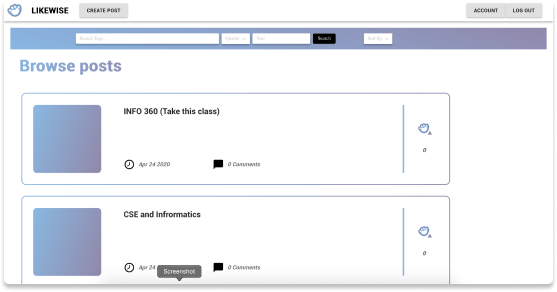 LIKEWISE
CREATE POST
ACCOUNT
LOG OUT
Search Tags...
Quarter
Year
Search
Sort By
Browse posts
INFO 360 (Take this class)
Apr 24 2020
0 Comments
0
CSE and Informatics
Apr 24
0 Comments
0
Screenshot